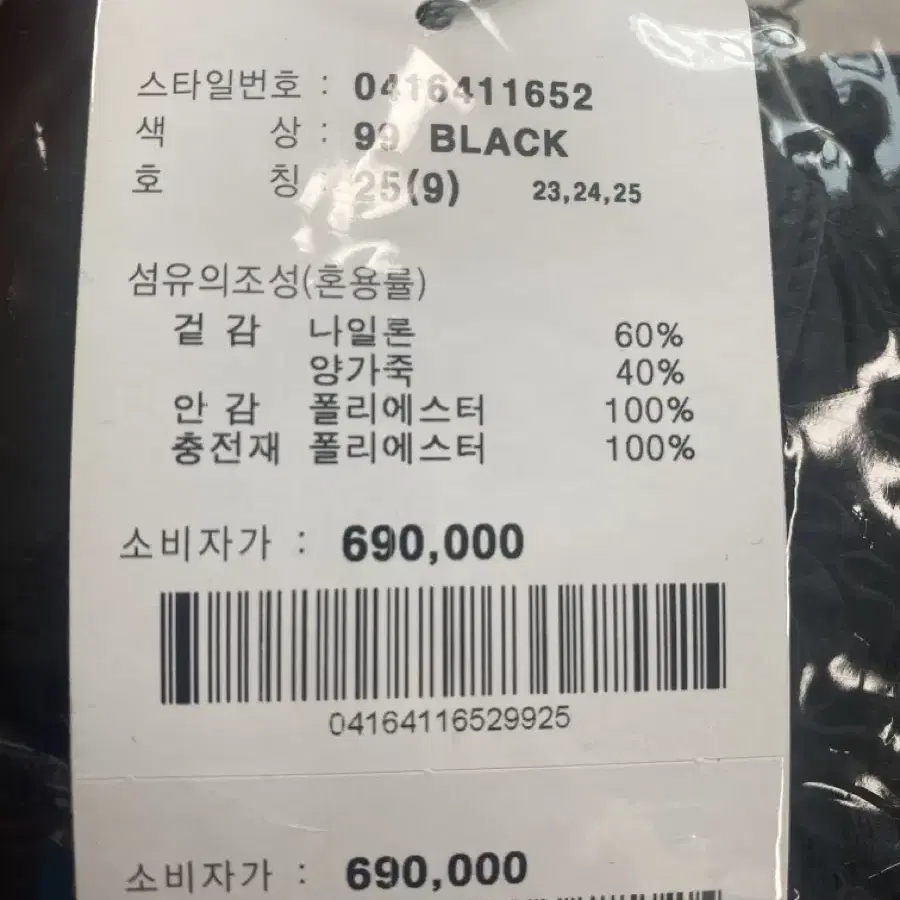 스타일번호 : 0416411652
색 상 : 99 BLACK
호 칭 : 25(9) 23,24,25
섬유의조성(혼용률)
겉 감 나일론 60%
양가죽 40%
안 감 폴리에스터 100%
충전재 폴리에스터 100%
소비자가 : 690,000
04164116529925
소비자가 : 690,000